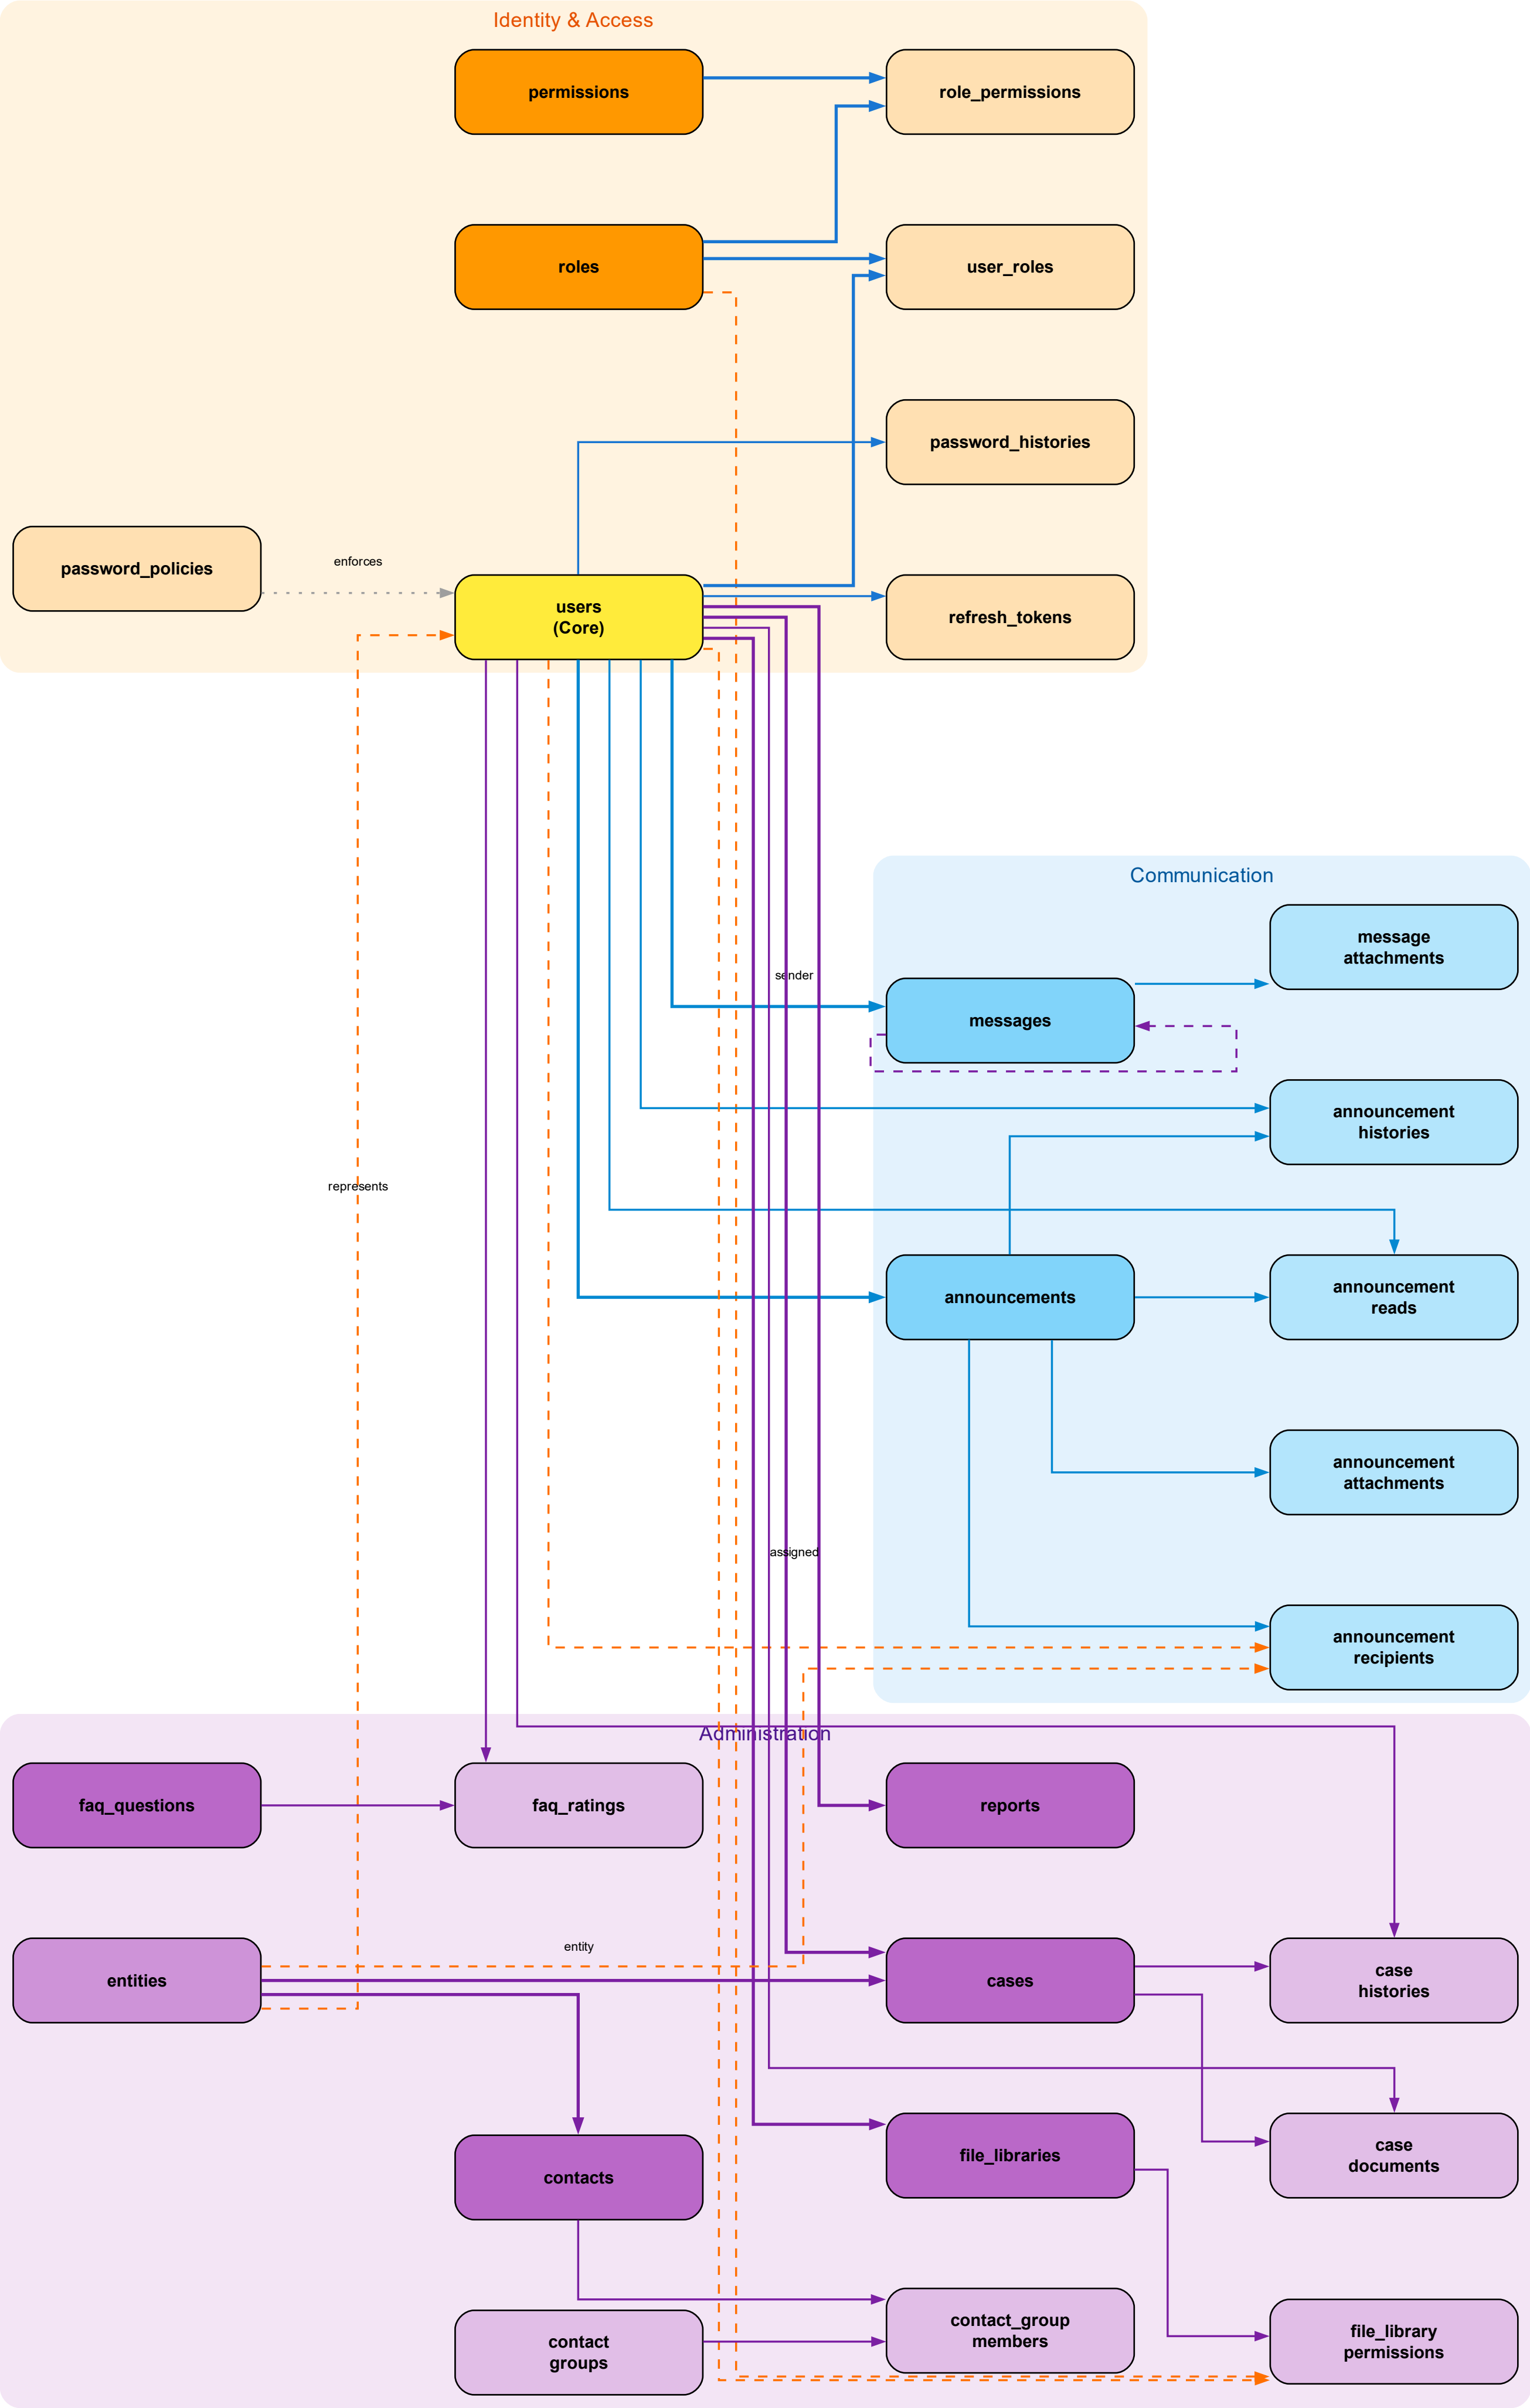 Identity & Access
permissions
role_permissions
roles
user_roles
password_histories
password_policies
enforces
users
(Core)
refresh_tokens
Communication
message
attachments
sender
messages
announcement
histories
represents
announcements
announcement
reads
announcement
attachments
assigned
announcement
recipients
Administration
faq_questions
faq_ratings
reports
entity
entities
cases
case
histories
contacts
file_libraries
case
documents
contact
groups
contact_group
members
file_library
permissions